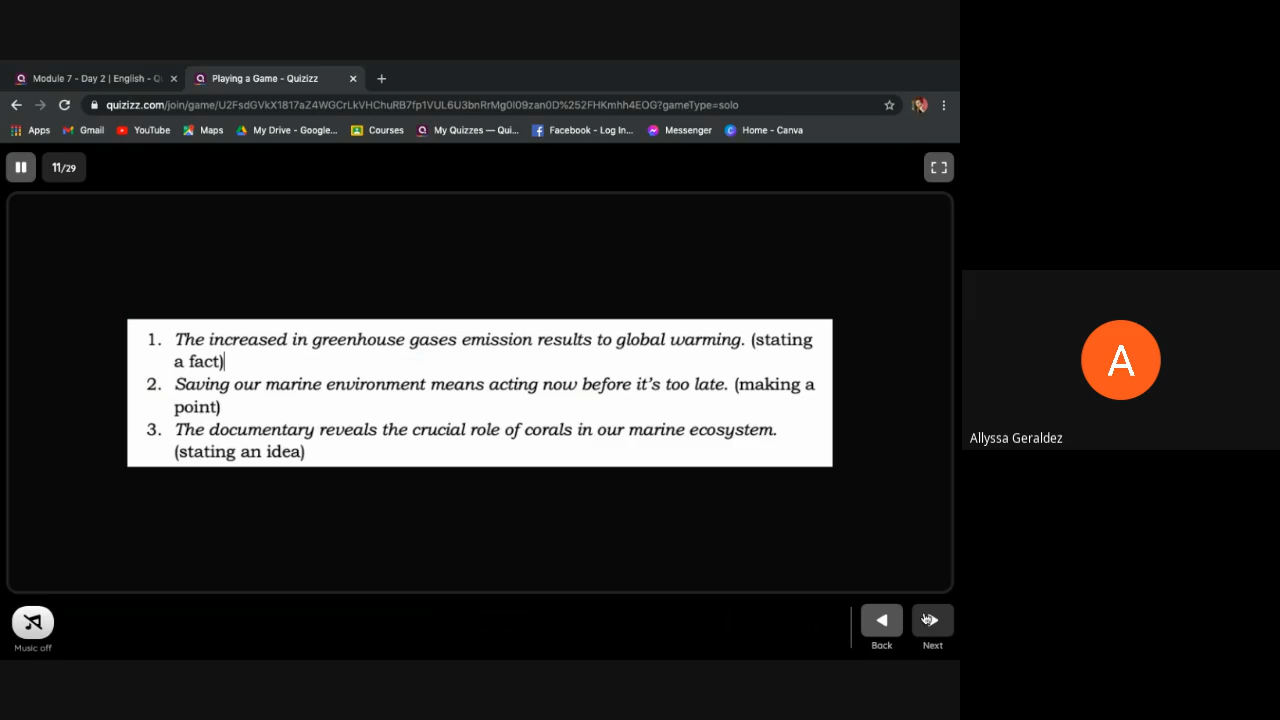 Module 7 - Day 2 | English - Q
Playing a Game - Quizizz
quizizz.com/join/game/U2FsdGVkX1817aZ4WGCrLkVHChuRB7fp1VUL6U3bnRrMg0I09zan0D%252FHKmhh4EOG?gameType=solo
Apps
Gmail
YouTube
Maps
My Drive - Google...
Courses
My Quizzes — Qui...
Facebook - Log In...
Messenger
Home - Canva
11/29
1. The increased in greenhouse gases emission results to global warming. (stating
a fact)
2. Saving our marine environment means acting now before it's too late. (making a
point)
3. The documentary reveals the crucial role of corals in our marine ecosystem.
(stating an idea)
A
Allyssa Geraldez
Music off
Back
Next